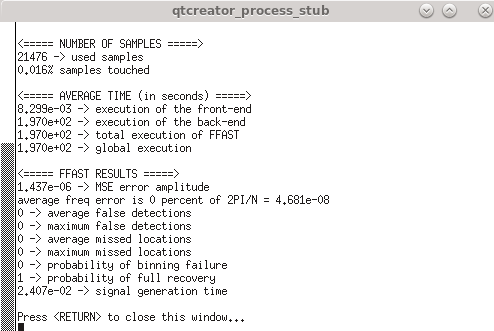 qtcreator_process_stub
<===== NUMBER OF SAMPLES =====>
21476 -> used samples
0.016% samples touched
<===== AVERAGE TIME (in seconds) =====>
8.299e-03 -> execution of the front-end
1.970e+02 -> execution of the back-end
1.970e+02 -> total execution of FFAST
1.970e+02 -> global execution
<===== FFAST RESULTS =====>
1.437e-06 -> MSE error amplitude
average freq error is 0 percent of 2PI/N = 4.681e-08
0 -> average false detections
0 -> maximum false detections
0 -> average missed locations
0 -> maximum missed locations
0 -> probability of binning failure
1 -> probability of full recovery
2.407e-02 -> signal generation time
Press <RETURN> to close this window...